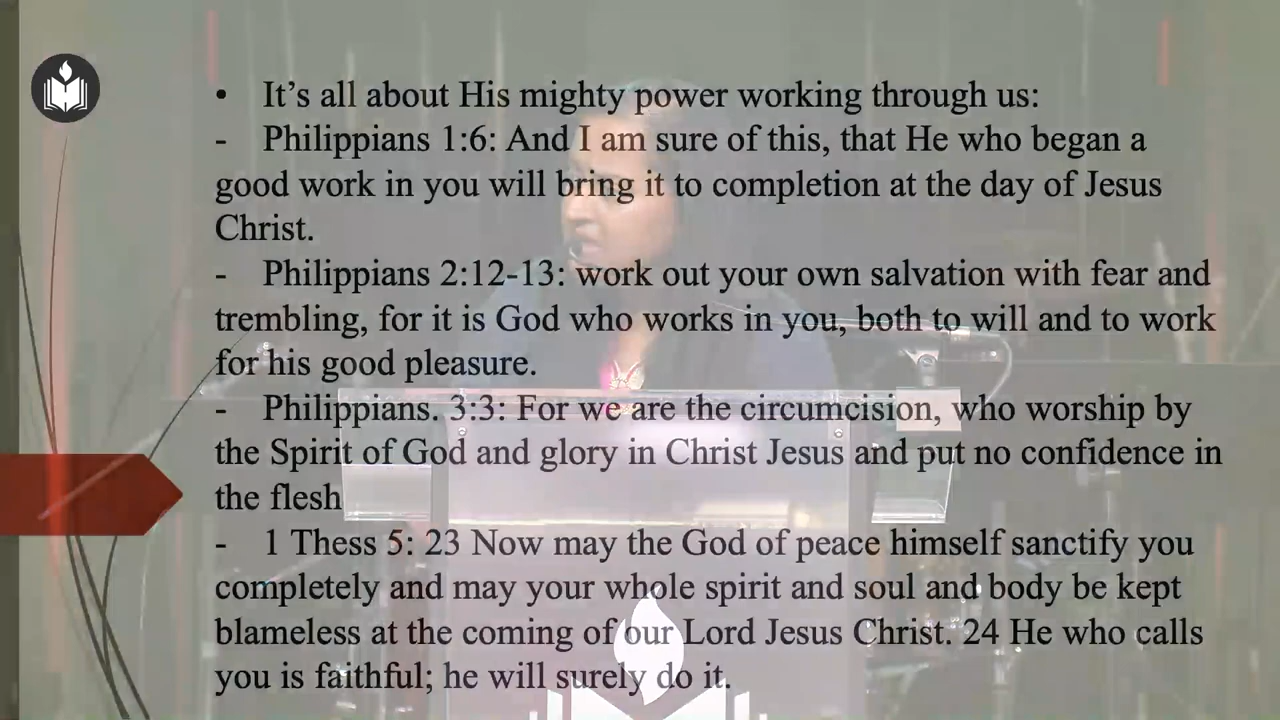 • It’s all about His mighty power working through us:
- Philippians 1:6: And I am sure of this, that He who began a
good work in you will bring it to completion at the day of Jesus
Christ.
- Philippians 2:12-13: work out your own salvation with fear and
trembling, for it is God who works in you, both to will and to work
for his good pleasure.
- Philippians. 3:3: For we are the circumcision, who worship by
the Spirit of God and glory in Christ Jesus and put no confidence in
the flesh
- 1 Thess 5: 23 Now may the God of peace himself sanctify you
completely and may your whole spirit and soul and body be kept
blameless at the coming of our Lord Jesus Christ. 24 He who calls
you is faithful; he will surely do it.